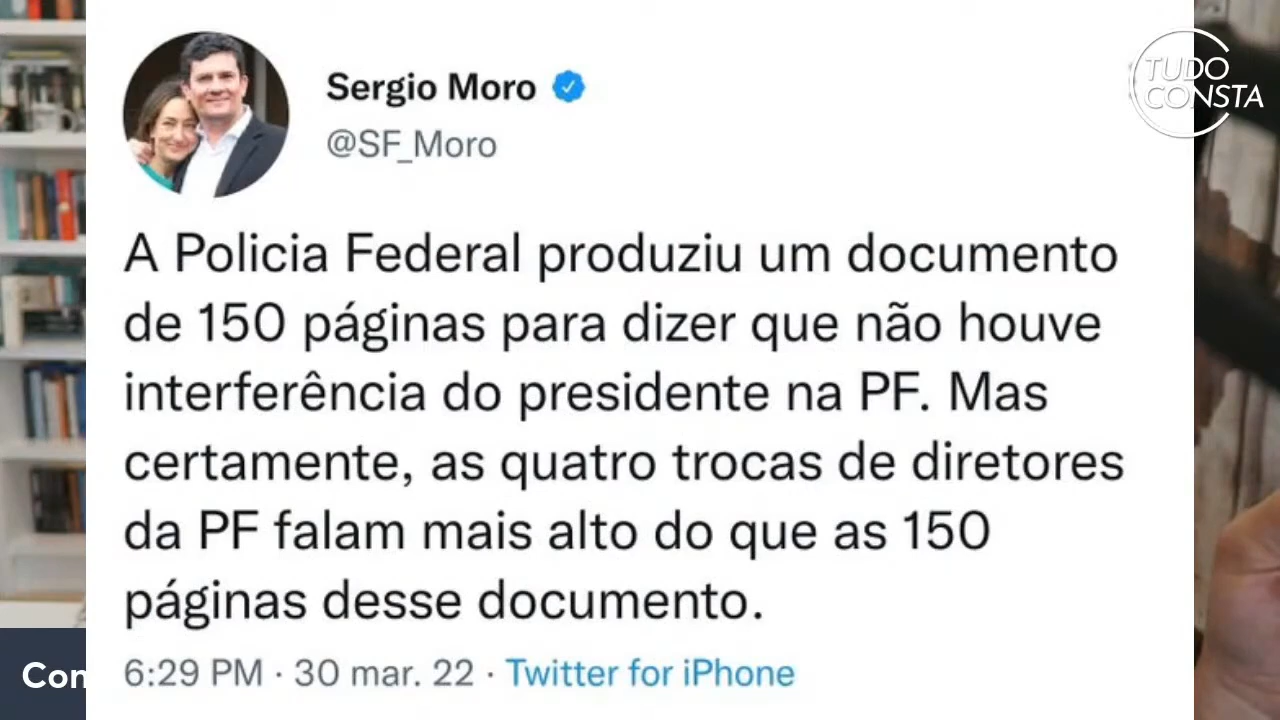 Sergio Moro
@SF_Moro
TUDO
CONSTA
A Policia Federal produziu um documento
de 150 páginas para dizer que não houve
interferência do presidente na PF. Mas
certamente, as quatro trocas de diretores
da PF falam mais alto do que as 150
páginas desse documento.
6:29 PM · 30 mar. 22 · Twitter for iPhone
Con